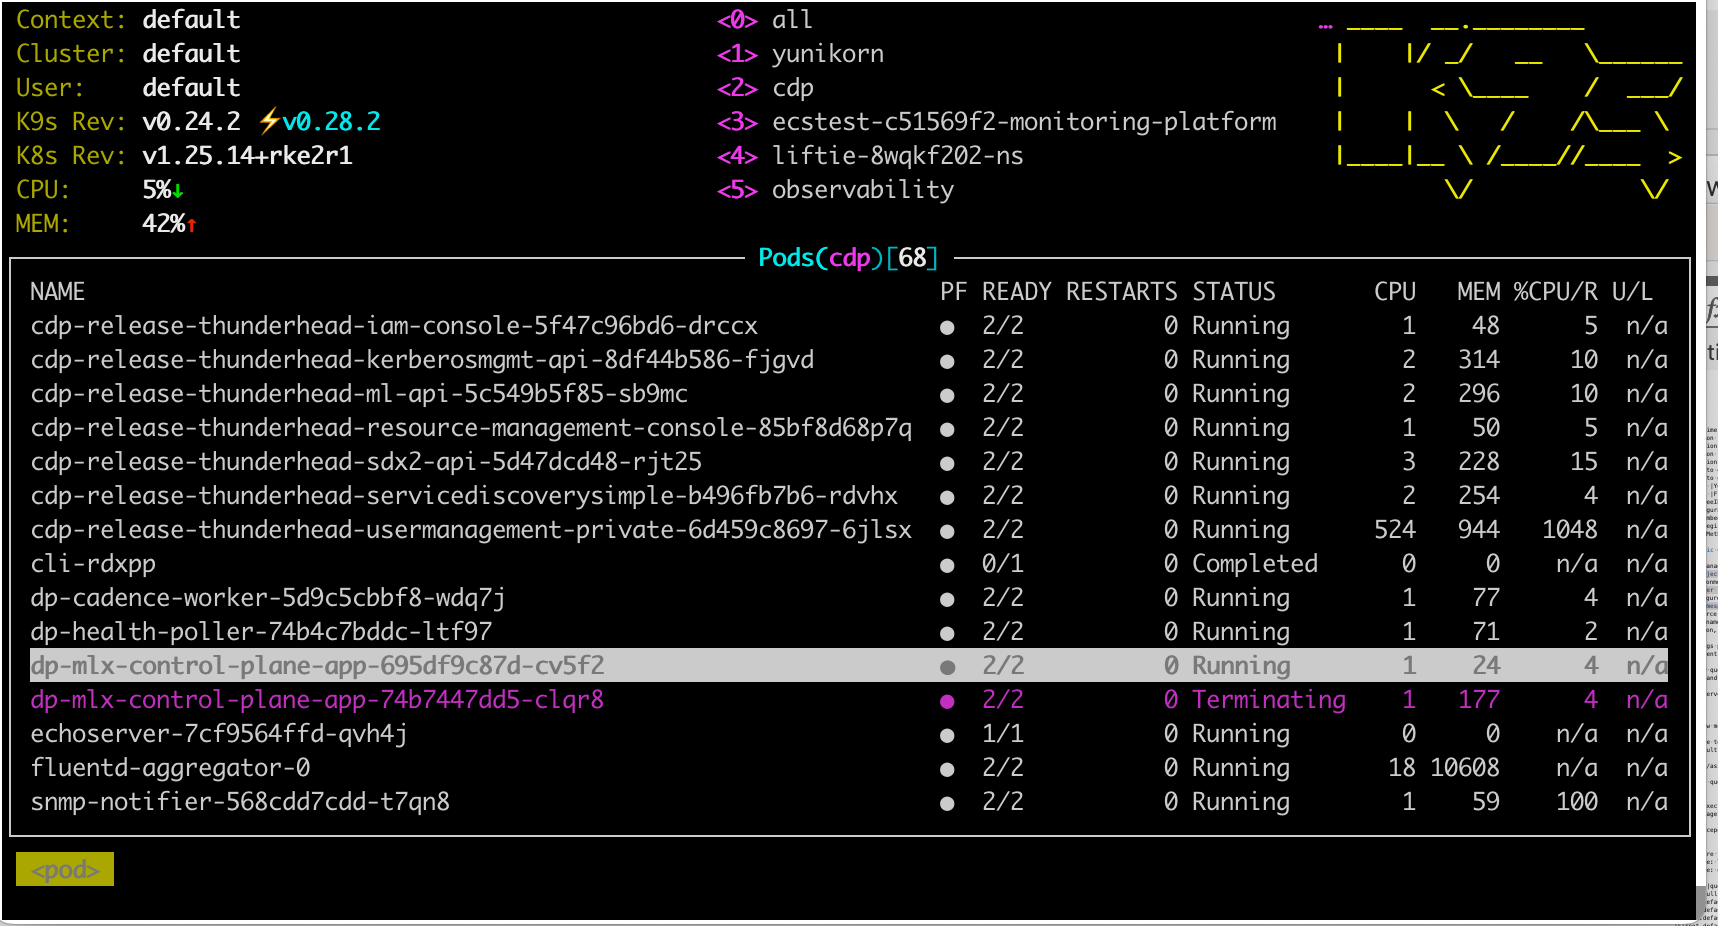 Context: default <0> all
Cluster: default <1> yunikorn
User: default <2> cdp
K9s Rev: v0.24.2 ⚡v0.28.2 <3> ecstest-c51569f2-monitoring-platform
K8s Rev: v1.25.14+rke2r1 <4> liftie-8wqkf202-ns
CPU: 5%↓ <5> observability
MEM: 42%↑
Pods(cdp)[68]
NAME PF READY RESTARTS STATUS CPU MEM %CPU/R U/L
cdp-release-thunderhead-iam-console-5f47c96bd6-drccx ● 2/2 0 Running 1 48 5 n/a
cdp-release-thunderhead-kerberosmgmt-api-8df44b586-fjgvd ● 2/2 0 Running 2 314 10 n/a
cdp-release-thunderhead-ml-api-5c549b5f85-sb9mc ● 2/2 0 Running 2 296 10 n/a
cdp-release-thunderhead-resource-management-console-85bf8d68p7q ● 2/2 0 Running 1 50 5 n/a
cdp-release-thunderhead-sdx2-api-5d47dcd48-rjt25 ● 2/2 0 Running 3 228 15 n/a
cdp-release-thunderhead-servicediscoverysimple-b496fb7b6-rdvhx ● 2/2 0 Running 2 254 4 n/a
cdp-release-thunderhead-usermanagement-private-6d459c8697-6jlsx ● 2/2 0 Running 524 944 1048 n/a
cli-rdxpp ● 0/1 0 Completed 0 0 n/a n/a
dp-cadence-worker-5d9c5cbbf8-wdq7j ● 2/2 0 Running 1 77 4 n/a
dp-health-poller-74b4c7bddc-ltf97 ● 2/2 0 Running 1 71 2 n/a
dp-mlx-control-plane-app-695df9c87d-cv5f2 ● 2/2 0 Running 1 24 4 n/a
dp-mlx-control-plane-app-74b7447dd5-clqr8 ● 2/2 0 Terminating 1 177 4 n/a
echoserver-7cf9564ffd-qvh4j ● 1/1 0 Running 0 0 n/a n/a
fluentd-aggregator-0 ● 2/2 0 Running 18 10608 n/a n/a
snmp-notifier-568cdd7cdd-t7qn8 ● 2/2 0 Running 1 59 100 n/a
<pod>